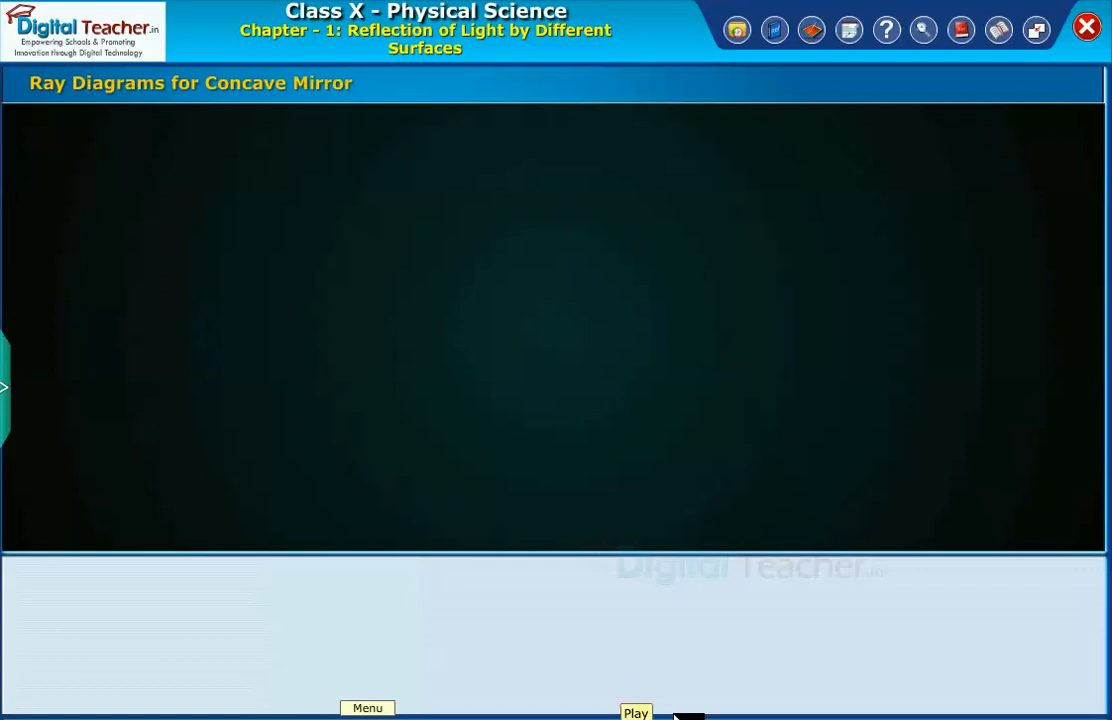 Digital Teacher.in
Empowering Schools & Promoting
Innovation through Digital Technology
Class X - Physical Science
Chapter - 1: Reflection of Light by Different
Surfaces
?
Ray Diagrams for Concave Mirror
Digital Teacher.in
Menu
Play